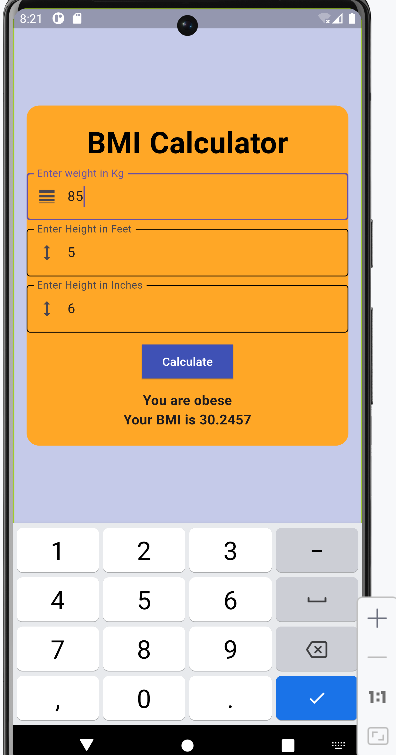 8:21
BMI Calculator
Enter weight in Kg
85
Enter Height in Feet
5
Enter Height in Inches
6
Calculate
You are obese
Your BMI is 30.2457
1 2 3 -
4 5 6
7 8 9
, 0 .
1:1